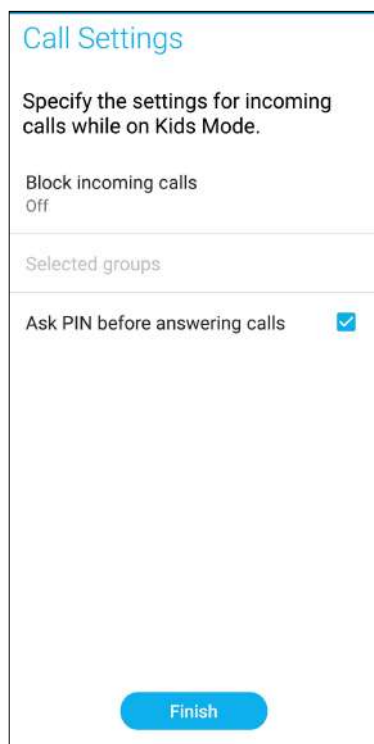 Call Settings
Specify the settings for incoming
calls while on Kids Mode.
Block incoming calls
Off
Selected groups
Ask PIN before answering calls
Finish